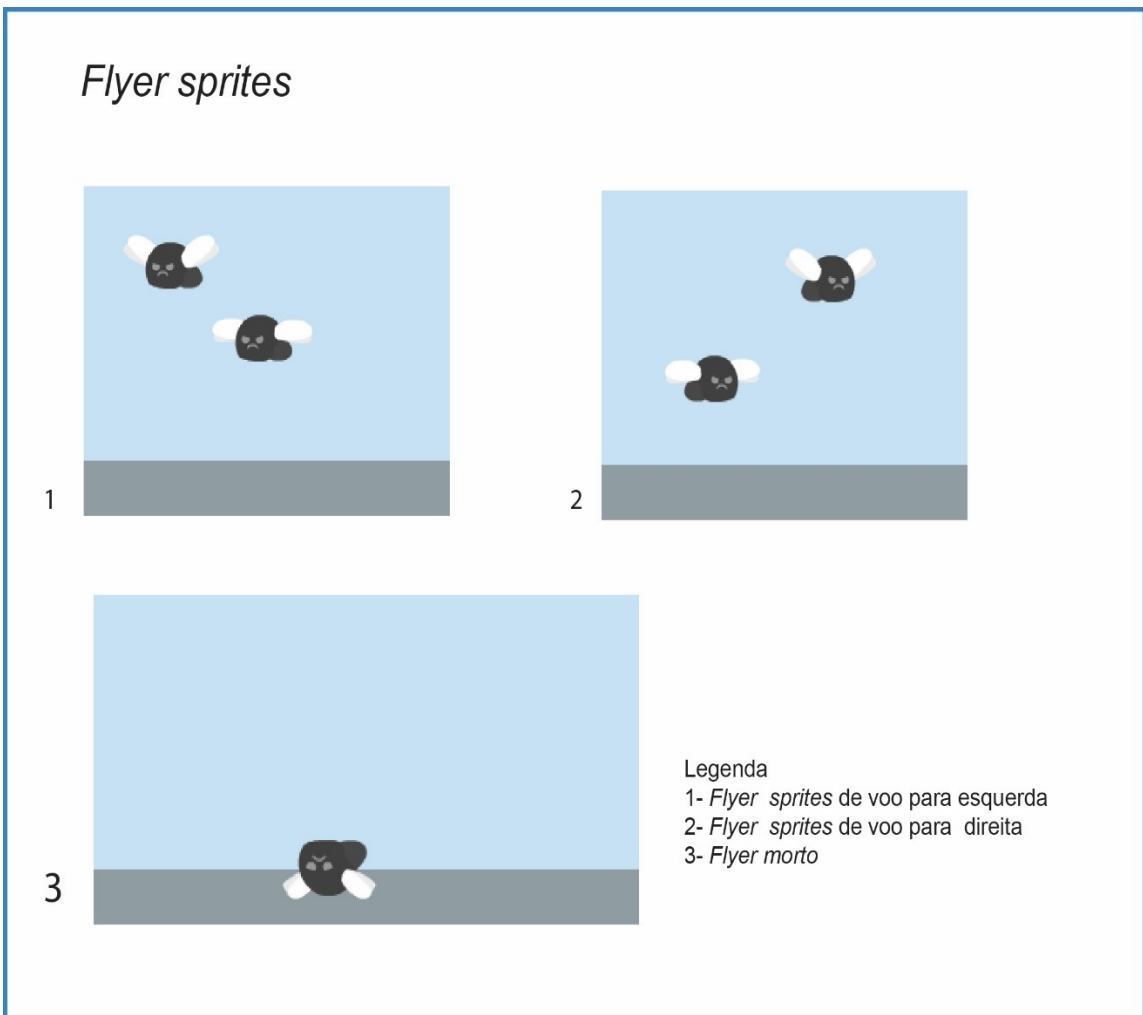 Flyer sprites
1
2
3
Legenda
1- Flyer sprites de voo para esquerda
2- Flyer sprites de voo para direita
3- Flyer morto